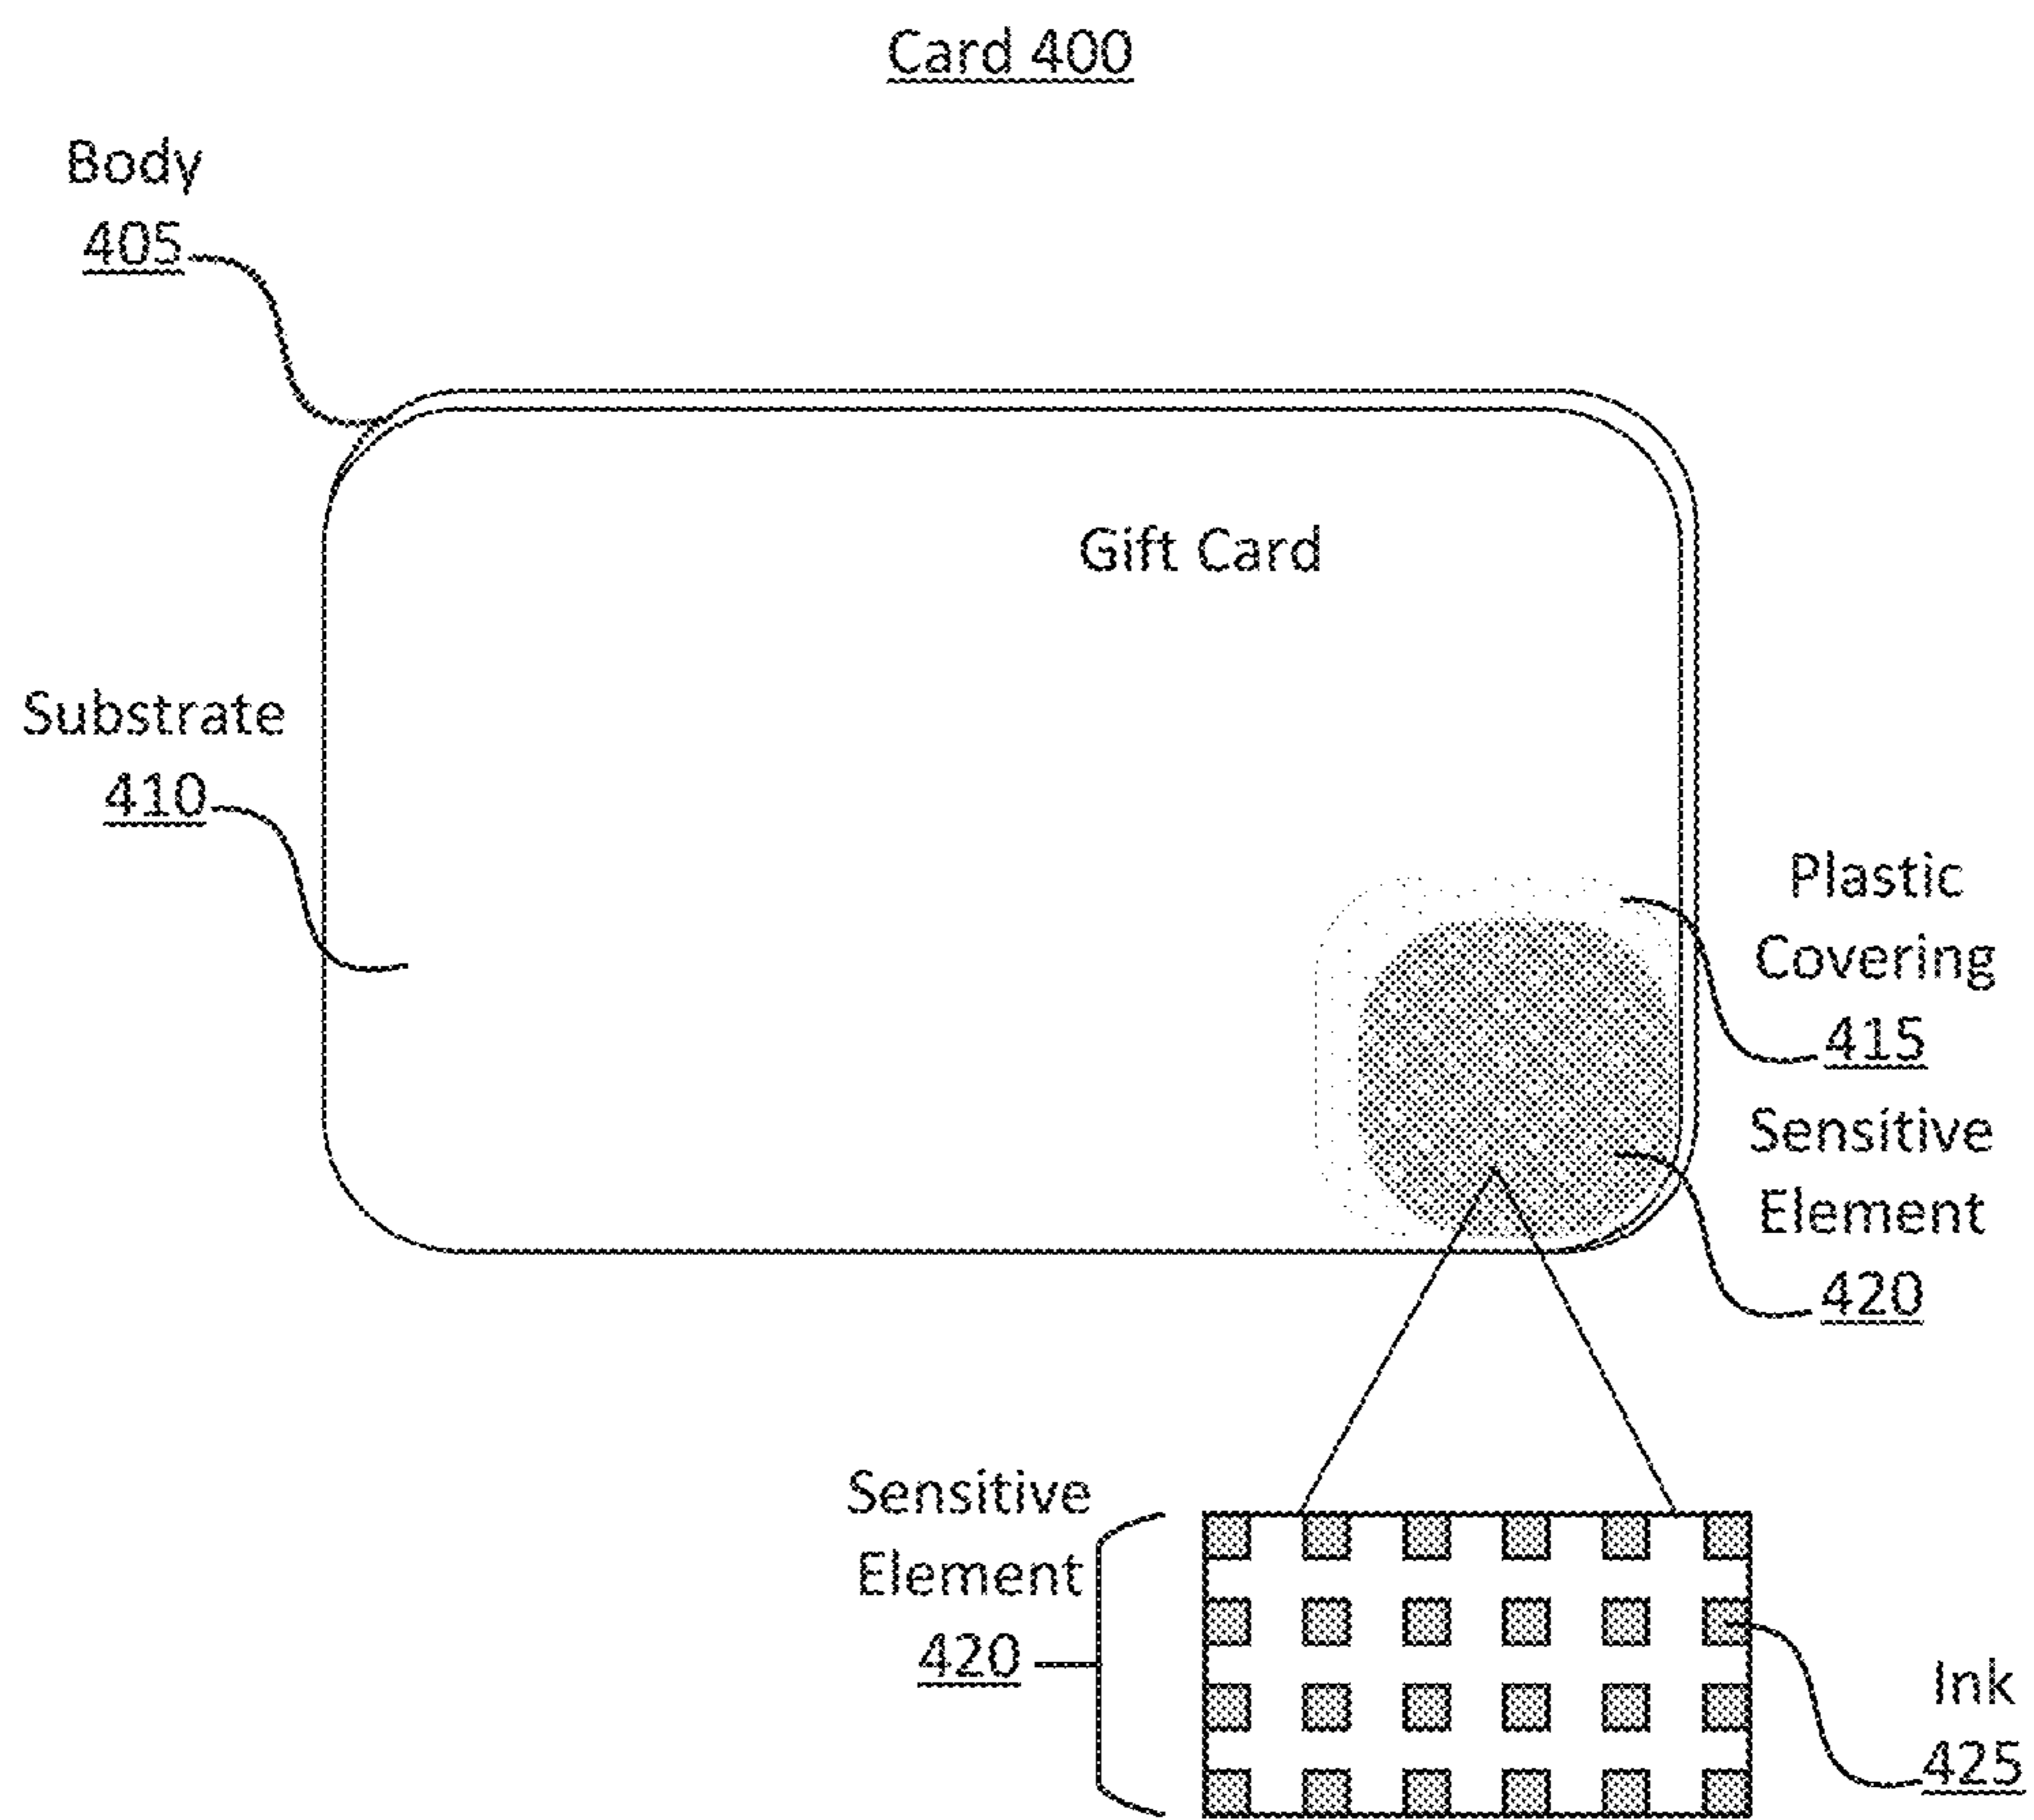 Card 400
Body
405
Gift Card
Substrate
410
Plastic
Covering
415
Sensitive
Element
420
Sensitive
Element
420
Ink
425